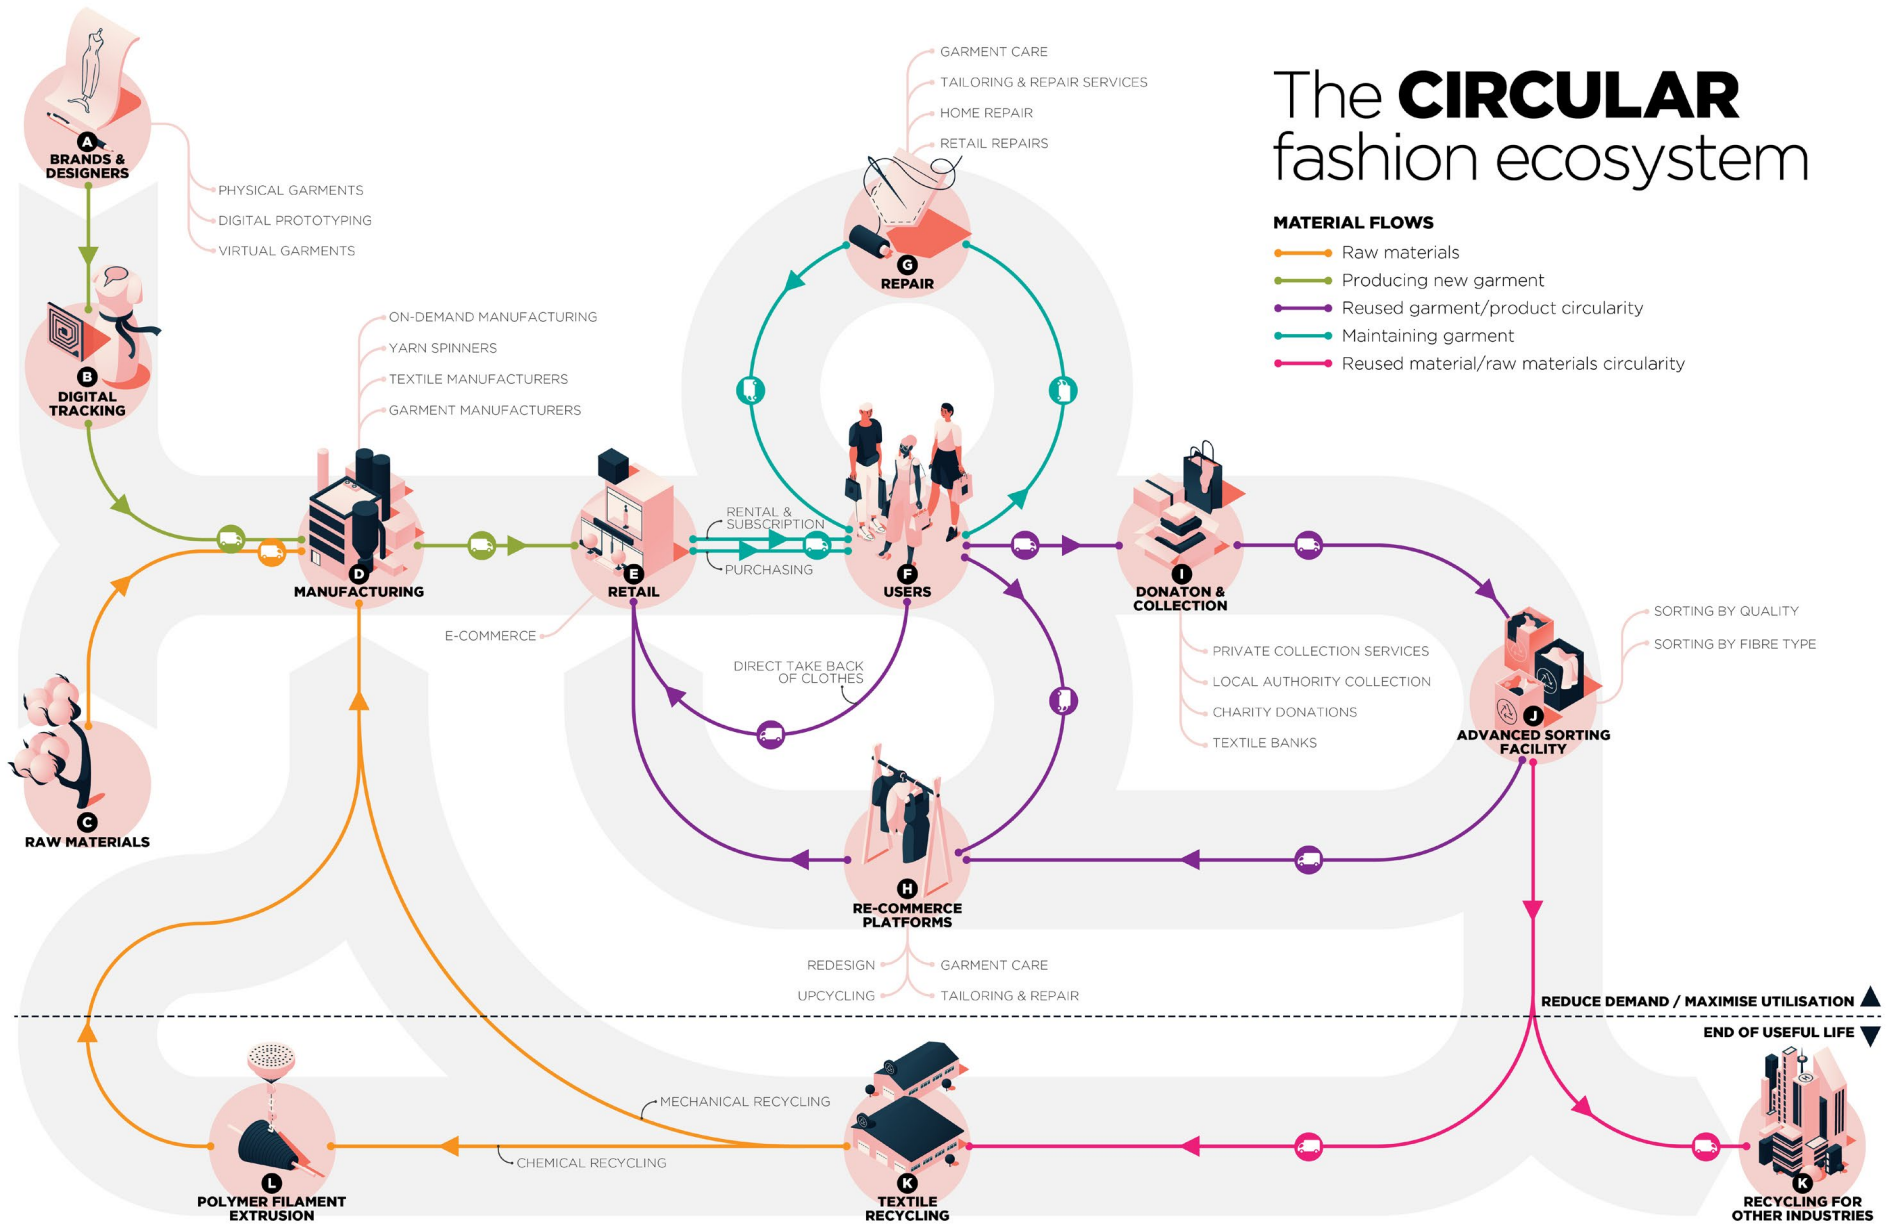 The CIRCULAR
fashion ecosystem
MATERIAL FLOWS
Raw materials
Producing new garment
Reused garment/product circularity
Maintaining garment
Reused material/raw materials circularity
A
BRANDS &
DESIGNERS
PHYSICAL GARMENTS
DIGITAL PROTOTYPING
VIRTUAL GARMENTS
B
DIGITAL
TRACKING
C
RAW MATERIALS
ON-DEMAND MANUFACTURING
YARN SPINNERS
TEXTILE MANUFACTURERS
GARMENT MANUFACTURERS
D
MANUFACTURING
E
RETAIL
E-COMMERCE
RENTAL &
SUBSCRIPTION
PURCHASING
F
USERS
DIRECT TAKE BACK
OF CLOTHES
GARMENT CARE
TAILORING & REPAIR SERVICES
HOME REPAIR
RETAIL REPAIRS
G
REPAIR
H
RE-COMMERCE
PLATFORMS
REDESIGN
UPCYCLING
GARMENT CARE
TAILORING & REPAIR
I
DONATON &
COLLECTION
PRIVATE COLLECTION SERVICES
LOCAL AUTHORITY COLLECTION
CHARITY DONATIONS
TEXTILE BANKS
SORTING BY QUALITY
SORTING BY FIBRE TYPE
J
ADVANCED SORTING
FACILITY
REDUCE DEMAND / MAXIMISE UTILISATION
END OF USEFUL LIFE
K
RECYCLING FOR
OTHER INDUSTRIES
K
TEXTILE
RECYCLING
MECHANICAL RECYCLING
CHEMICAL RECYCLING
L
POLYMER FILAMENT
EXTRUSION